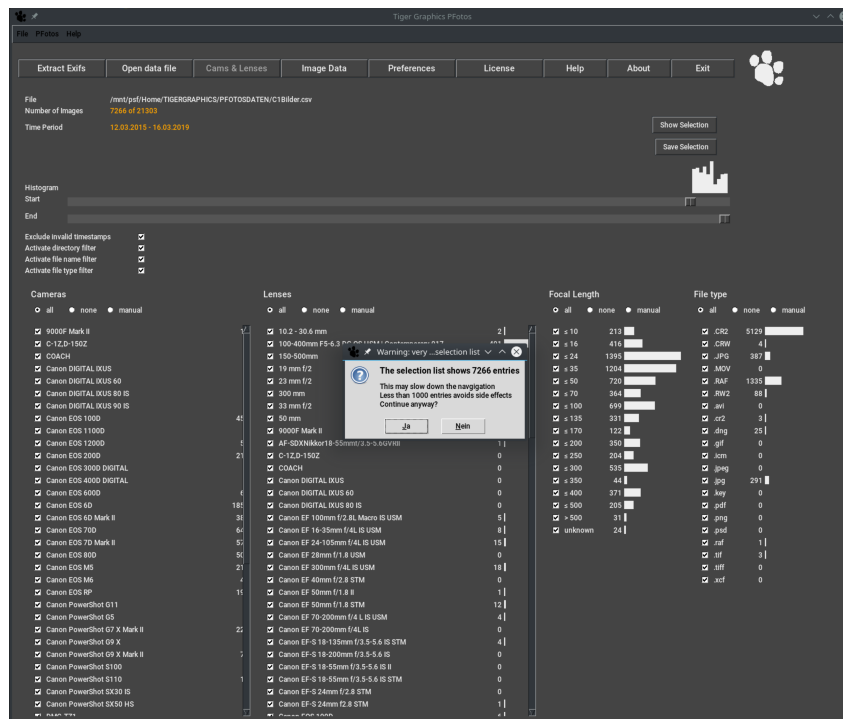 Tiger Graphics PFotos
File PFotos Help
Extract Exifs Open data file Cams & Lenses Image Data Preferences License Help About Exit
File /mnt/psf/Home/TIGERGRAPHICS/PFOTOSDATEN/C1Bilder.csv
Number of Images 7266 of 21303
Time Period 12.03.2015 - 16.03.2019
Show Selection
Save Selection
Histogram
Start
End
Exclude invalid timestamps
Activate directory filter
Activate file name filter
Activate file type filter
Cameras Lenses Focal Length File type
all none manual all none manual all none manual all none manual
9000F Mark II 10.2 - 30.6 mm 2 ≤ 10 213 .CR2 5129
C-1Z,D-150Z 100-400mm F5-6.3 ≤ 16 416 .CRW 4
COACH 150-500mm ≤ 24 1395 .JPG 387
Canon DIGITAL IXUS 19 mm f/2 ≤ 35 1204 .MOV 0
Canon DIGITAL IXUS 60 23 mm f/2 ≤ 50 720 .RAF 1335
Canon DIGITAL IXUS 80 IS 300 mm ≤ 70 364 .RW2 88
Canon DIGITAL IXUS 90 IS 33 mm f/2 ≤ 100 699 .avi 0
Canon EOS 100D 50 mm ≤ 135 331 .cr2 3
Canon EOS 1100D 9000F Mark II ≤ 170 122 .dng 25
Canon EOS 1200D AF-SDXNikkor18-55mmf/3.5-5.6GVRII 1 ≤ 200 350 .gif 0
Canon EOS 200D 21 C-1Z,D-150Z 0 ≤ 250 204 .icm 0
Canon EOS 300D DIGITAL COACH 0 ≤ 300 535 .jpeg 0
Canon EOS 400D DIGITAL Canon DIGITAL IXUS 0 ≤ 350 44 .jpg 291
Canon EOS 600D Canon DIGITAL IXUS 60 0 ≤ 400 371 .key 0
Canon EOS 6D Canon DIGITAL IXUS 80 IS 0 ≤ 500 205 .pdf 0
Canon EOS 6D Mark II Canon EF 100mm f/2.8L Macro IS USM 5 > 500 31 .png 0
Canon EOS 70D Canon EF 16-35mm f/4L IS USM 8 unknown 24 .psd 0
Canon EOS 7D Mark II Canon EF 24-105mm f/4L IS USM 15 .raf 1
Canon EOS 80D Canon EF 28mm f/1.8 USM 0 .tif 3
Canon EOS M5 21 Canon EF 300mm f/4L IS USM 18 .tiff 0
Canon EOS M6 Canon EF 40mm f/2.8 STM 0 .xcf 0
Canon EOS RP 19 Canon EF 50mm f/1.8 II 1
Canon PowerShot G11 Canon EF 50mm f/1.8 STM 12
Canon PowerShot G5 Canon EF 70-200mm f/4 L IS USM 4
Canon PowerShot G7 X Mark II 22 Canon EF 70-200mm f/4L IS 0
Canon PowerShot G9 X Canon EF-S 18-135mm f/3.5-5.6 IS STM 4
Canon PowerShot G9 X Mark II Canon EF-S 18-200mm f/3.5-5.6 IS 0
Canon PowerShot S100 Canon EF-S 18-55mm f/3.5-5.6 IS II 0
Canon PowerShot S110 Canon EF-S 18-55mm f/3.5-5.6 IS STM 0
Canon PowerShot SX30 IS Canon EF-S 24mm f/2.8 STM 0
Canon PowerShot SX50 HS Canon EF-S 24mm f2.8 STM 1
Warning: very ...selection list
The selection list shows 7266 entries
This may slow down the navgigation
Less than 1000 entries avoids side effects
Continue anyway?
Ja Nein